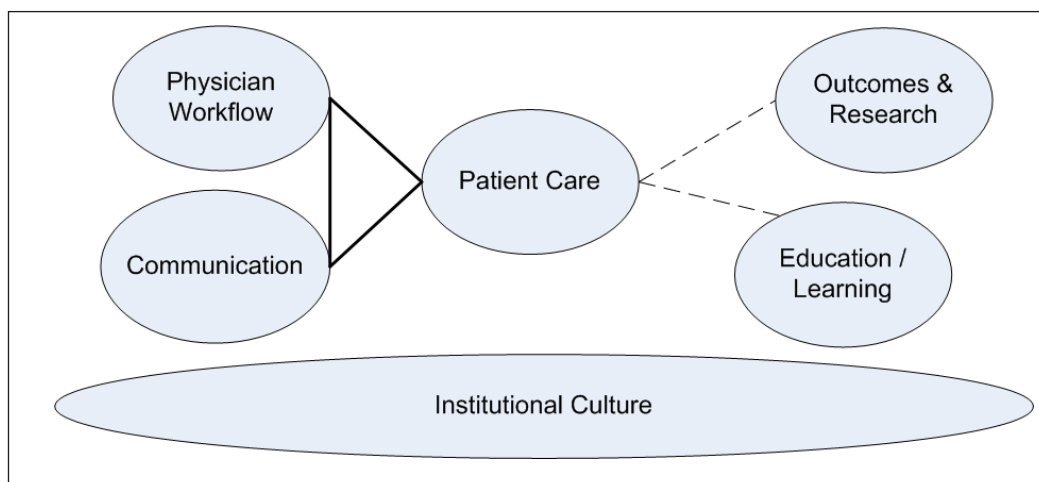 Physician
Workflow
Outcomes &
Research
Patient Care
Communication
Education /
Learning
Institutional Culture